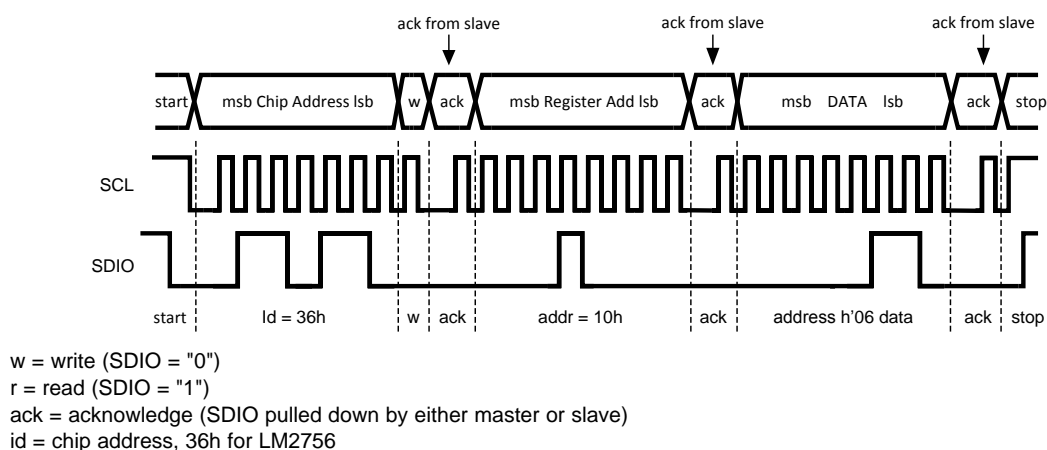 ack from slave ack from slave ack from slave
start msb Chip Address lsb w ack msb Register Add lsb ack msb DATA lsb ack stop
SCL
SDIO
start Id = 36h w ack addr = 10h ack address h'06 data ack stop
w = write (SDIO = "0")
r = read (SDIO = "1")
ack = acknowledge (SDIO pulled down by either master or slave)
id = chip address, 36h for LM2756